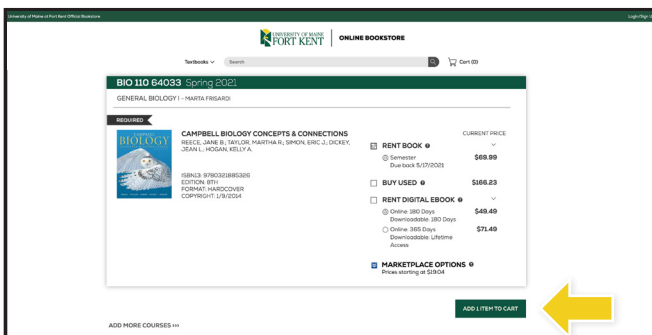 University of Maine at Fort Kent Official Bookstore
Login/Sign U
UNIVERSITY OF MAINE
FORT KENT
ONLINE BOOKSTORE
Textbooks
Search
Cart (0)
BIO 110 64033 Spring 2021
GENERAL BIOLOGY I - MARTA FRISARDI
REQUIRED
CAMPBELL
BIOLOGY
CAMPBELL BIOLOGY CONCEPTS & CONNECTIONS
REECE, JANE B.; TAYLOR, MARTHA R.; SIMON, ERIC J.; DICKEY,
JEAN L.; HOGAN, KELLY A.
ISBN13: 9780321885326
EDITION: 8TH
FORMAT: HARDCOVER
COPYRIGHT: 1/9/2014
CURRENT PRICE
RENT BOOK
Semester $69.99
Due back 5/17/2021
BUY USED $166.23
RENT DIGITAL EBOOK
Online: 180 Days $49.49
Downloadable: 180 Days
Online: 365 Days $71.49
Downloadable: Lifetime
Access
MARKETPLACE OPTIONS
Prices starting at $19.04
ADD 1 ITEM TO CART
ADD MORE COURSES >>>